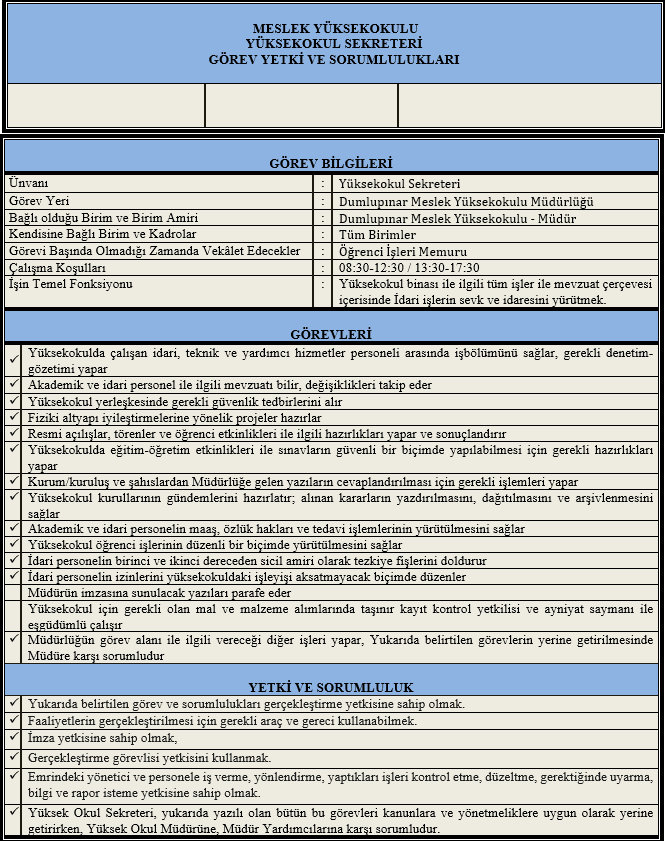 MESLEK YÜKSEKOKULU
YÜKSEKOKUL SEKRETERİ
GÖREV YETKİ VE SORUMLULUKLARI
GÖREV BİLGİLERİ
Ünvanı : Yüksekokul Sekreteri
Görev Yeri : Dumlupınar Meslek Yüksekokulu Müdürlüğü
Bağlı olduğu Birim ve Birim Amiri : Dumlupınar Meslek Yüksekokulu - Müdür
Kendisine Bağlı Birim ve Kadrolar : Tüm Birimler
Görevi Başında Olmadığı Zamanda Vekâlet Edecekler : Öğrenci İşleri Memuru
Çalışma Koşulları : 08:30-12:30 / 13:30-17:30
İşin Temel Fonksiyonu : Yüksekokul binası ile ilgili tüm işler ile mevzuat çerçevesi
içerisinde İdari işlerin sevk ve idaresini yürütmek.
GÖREVLERİ
✓ Yüksekokulda çalışan idari, teknik ve yardımcı hizmetler personeli arasında işbölümünü sağlar, gerekli denetim-
gözetimi yapar
✓ Akademik ve idari personel ile ilgili mevzuatı bilir, değişiklikleri takip eder
✓ Yüksekokul yerleşkesinde gerekli güvenlik tedbirlerini alır
✓ Fiziki altyapı iyileştirmelerine yönelik projeler hazırlar
✓ Resmi açılışlar, törenler ve öğrenci etkinlikleri ile ilgili hazırlıkları yapar ve sonuçlandırır
✓ Yüksekokulda eğitim-öğretim etkinlikleri ile sınavların güvenli bir biçimde yapılabilmesi için gerekli hazırlıkları
yapar
✓ Kurum/kuruluş ve şahıslardan Müdürlüğe gelen yazıların cevaplandırılması için gerekli işlemleri yapar
✓ Yüksekokul kurullarının gündemlerini hazırlatır; alınan kararların yazdırılmasını, dağıtılmasını ve arşivlenmesini
sağlar
✓ Akademik ve idari personelin maaş, özlük hakları ve tedavi işlemlerinin yürütülmesini sağlar
✓ Yüksekokul öğrenci işlerinin düzenli bir biçimde yürütülmesini sağlar
✓ İdari personelin birinci ve ikinci dereceden sicil amiri olarak tezkiye fişlerini doldurur
✓ İdari personelin izinlerini yüksekokuldaki işleyişi aksatmayacak biçimde düzenler
Müdürün imzasına sunulacak yazıları parafe eder
Yüksekokul için gerekli olan mal ve malzeme alımlarında taşınır kayıt kontrol yetkilisi ve ayniyat saymanı ile
eşgüdümlü çalışır
✓ Müdürlüğün görev alanı ile ilgili vereceği diğer işleri yapar, Yukarıda belirtilen görevlerin yerine getirilmesinde
Müdüre karşı sorumludur
YETKİ VE SORUMLULUK
✓ Yukarıda belirtilen görev ve sorumlulukları gerçekleştirme yetkisine sahip olmak.
✓ Faaliyetlerin gerçekleştirilmesi için gerekli araç ve gereci kullanabilmek.
✓ İmza yetkisine sahip olmak,
✓ Gerçekleştirme görevlisi yetkisini kullanmak.
✓ Emrindeki yönetici ve personele iş verme, yönlendirme, yaptıkları işleri kontrol etme, düzeltme, gerektiğinde uyarma,
bilgi ve rapor isteme yetkisine sahip olmak.
✓ Yüksek Okul Sekreteri, yukarıda yazılı olan bütün bu görevleri kanunlara ve yönetmeliklere uygun olarak yerine
getirirken, Yüksek Okul Müdürüne, Müdür Yardımcılarına karşı sorumludur.